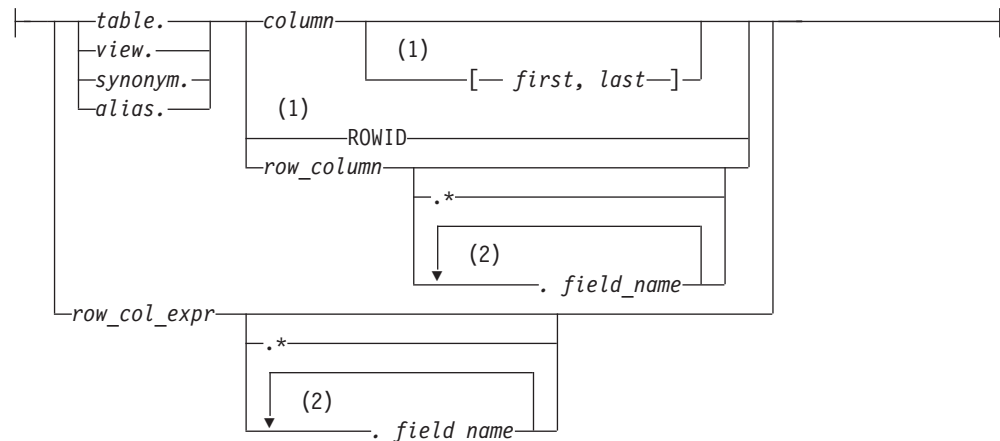 table. column
view. (1)
synonym. [ first, last ]
alias. (1)
ROWID
row_column
.*
(2)
. field_name
row_col_expr
.*
(2)
. field name